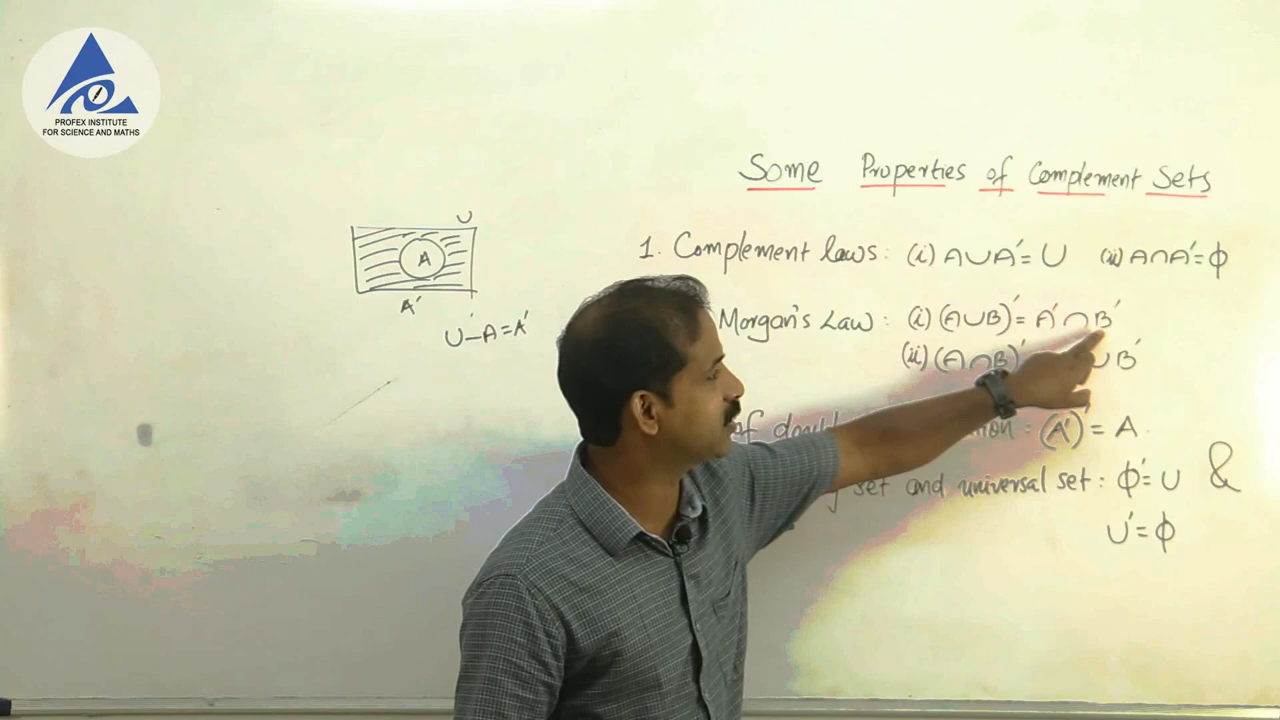 PROFEX INSTITUTE
FOR SCIENCE AND MATHS
Some Properties of Complement Sets
U
A
A'
U - A = A'
1. Complement laws: (i) A∪A' = U (ii) A∩A' = ϕ
Morgan's Law: (i) (A∪B)' = A'∩B'
(ii) (A∩B)' ∪ B'
of : (A')' = A.
set and universal set: ϕ' = U &
U' = ϕ